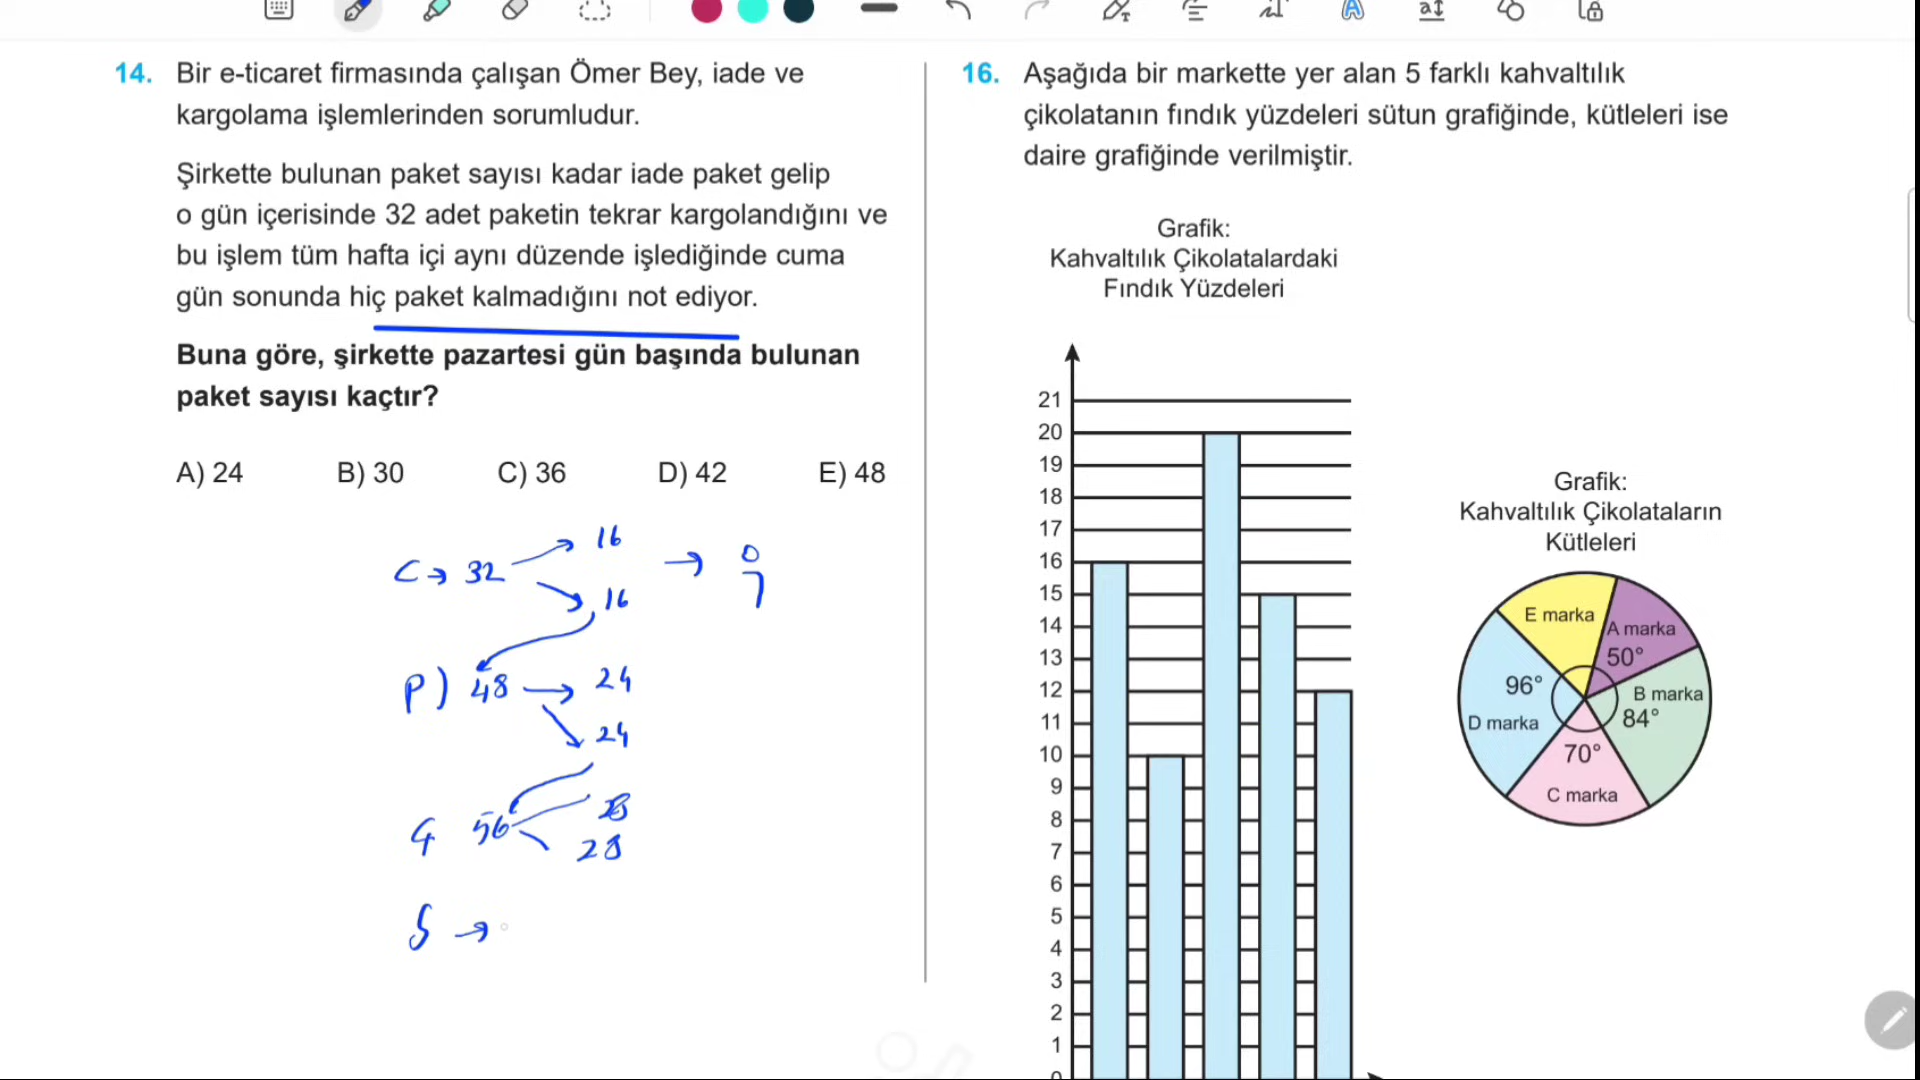 14. Bir e-ticaret firmasında çalışan Ömer Bey, iade ve
kargolama işlemlerinden sorumludur.
Şirkette bulunan paket sayısı kadar iade paket gelip
o gün içerisinde 32 adet paketin tekrar kargolandığını ve
bu işlem tüm hafta içi aynı düzende işlediğinde cuma
gün sonunda hiç paket kalmadığını not ediyor.
Buna göre, şirkette pazartesi gün başında bulunan
paket sayısı kaçtır?
A) 24 B) 30 C) 36 D) 42 E) 48
16
C → 32 → 0
16
P) 48 → 24
24
56
28
16. Aşağıda bir markette yer alan 5 farklı kahvaltılık
çikolatanın fındık yüzdeleri sütun grafiğinde, kütleleri ise
daire grafiğinde verilmiştir.
Grafik:
Kahvaltılık Çikolatalardaki
Fındık Yüzdeleri
21
20
19
18
17
16
15
14
13
12
11
10
9
8
7
6
5
4
3
2
1
0
Grafik:
Kahvaltılık Çikolataların
Kütleleri
E marka
A marka
50°
96°
B marka
D marka
84°
70°
C marka